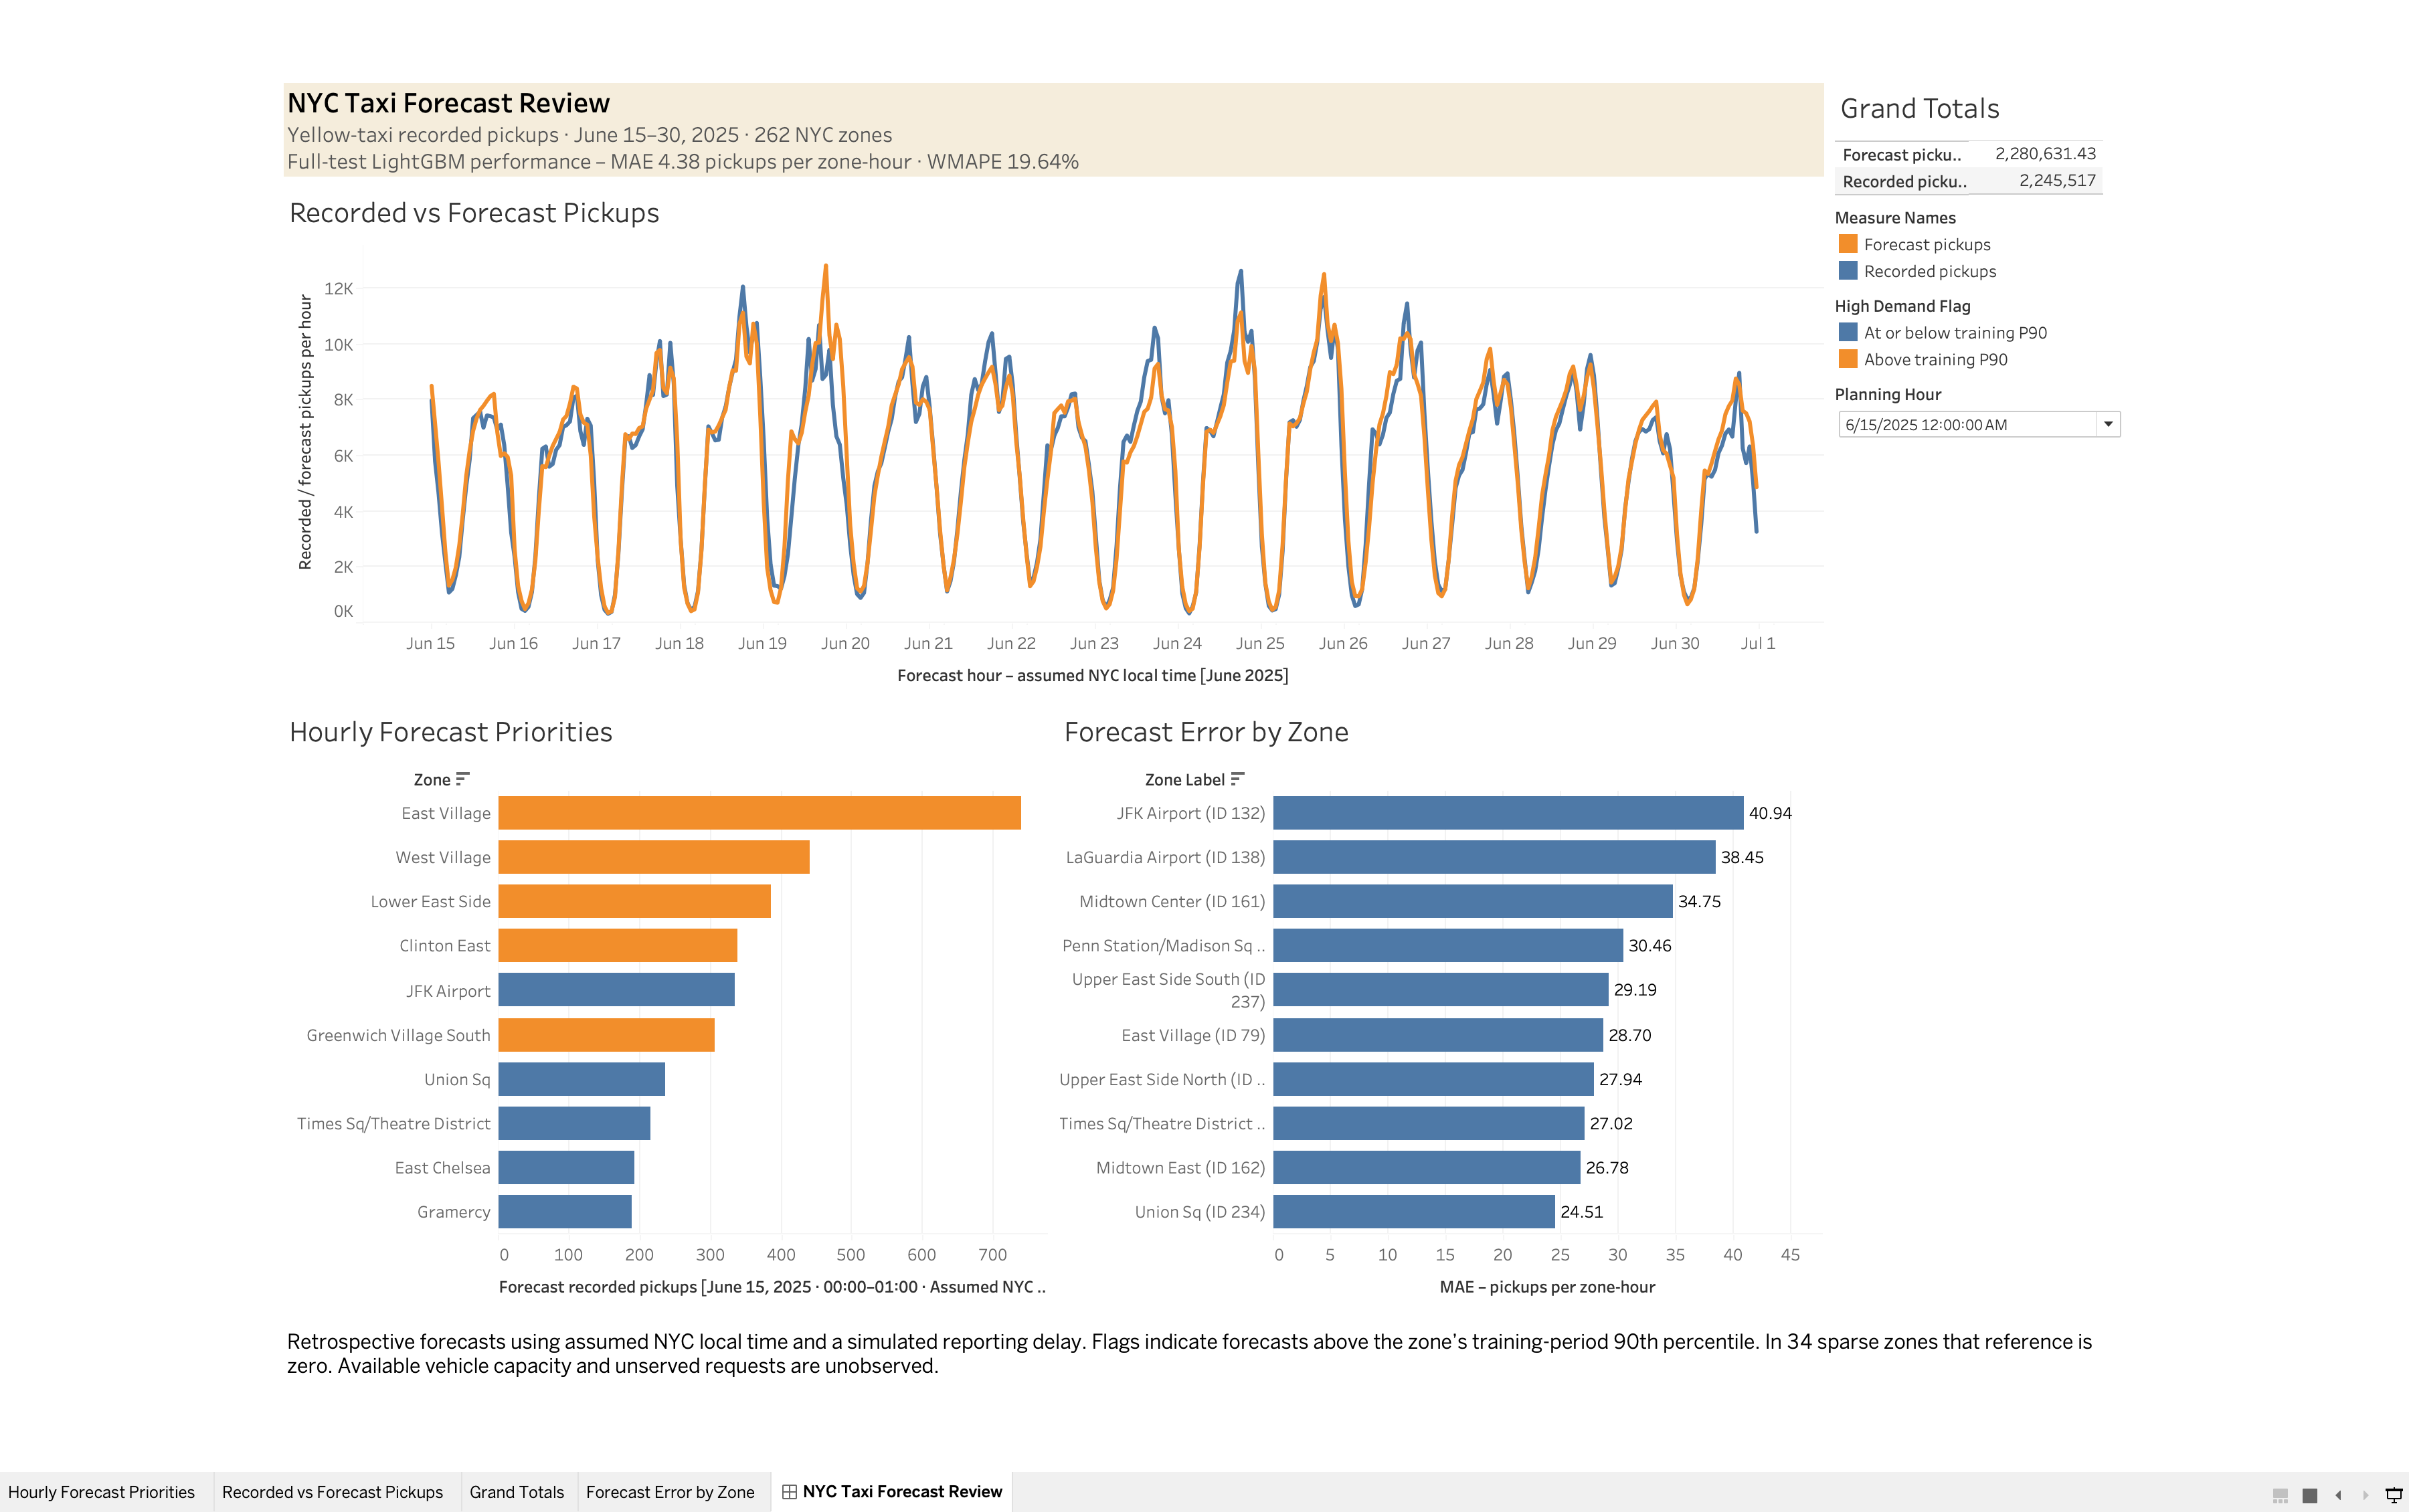 NYC Taxi Forecast Review
Yellow-taxi recorded pickups · June 15–30, 2025 · 262 NYC zones
Full-test LightGBM performance – MAE 4.38 pickups per zone-hour · WMAPE 19.64%
Grand Totals
Forecast picku.. 2,280,631.43
Recorded picku.. 2,245,517
Measure Names
Forecast pickups
Recorded pickups
High Demand Flag
At or below training P90
Above training P90
Planning Hour
6/15/2025 12:00:00 AM
Recorded vs Forecast Pickups
Recorded / forecast pickups per hour
12K
10K
8K
6K
4K
2K
0K
Jun 15 Jun 16 Jun 17 Jun 18 Jun 19 Jun 20 Jun 21 Jun 22 Jun 23 Jun 24 Jun 25 Jun 26 Jun 27 Jun 28 Jun 29 Jun 30 Jul 1
Forecast hour – assumed NYC local time [June 2025]
Hourly Forecast Priorities
Zone
East Village
West Village
Lower East Side
Clinton East
JFK Airport
Greenwich Village South
Union Sq
Times Sq/Theatre District
East Chelsea
Gramercy
0 100 200 300 400 500 600 700
Forecast recorded pickups [June 15, 2025 · 00:00–01:00 · Assumed NYC ..
Forecast Error by Zone
Zone Label
JFK Airport (ID 132) 40.94
LaGuardia Airport (ID 138) 38.45
Midtown Center (ID 161) 34.75
Penn Station/Madison Sq .. 30.46
Upper East Side South (ID
237) 29.19
East Village (ID 79) 28.70
Upper East Side North (ID .. 27.94
Times Sq/Theatre District .. 27.02
Midtown East (ID 162) 26.78
Union Sq (ID 234) 24.51
0 5 10 15 20 25 30 35 40 45
MAE – pickups per zone-hour
Retrospective forecasts using assumed NYC local time and a simulated reporting delay. Flags indicate forecasts above the zone's training-period 90th percentile. In 34 sparse zones that reference is
zero. Available vehicle capacity and unserved requests are unobserved.
Hourly Forecast Priorities Recorded vs Forecast Pickups Grand Totals Forecast Error by Zone NYC Taxi Forecast Review